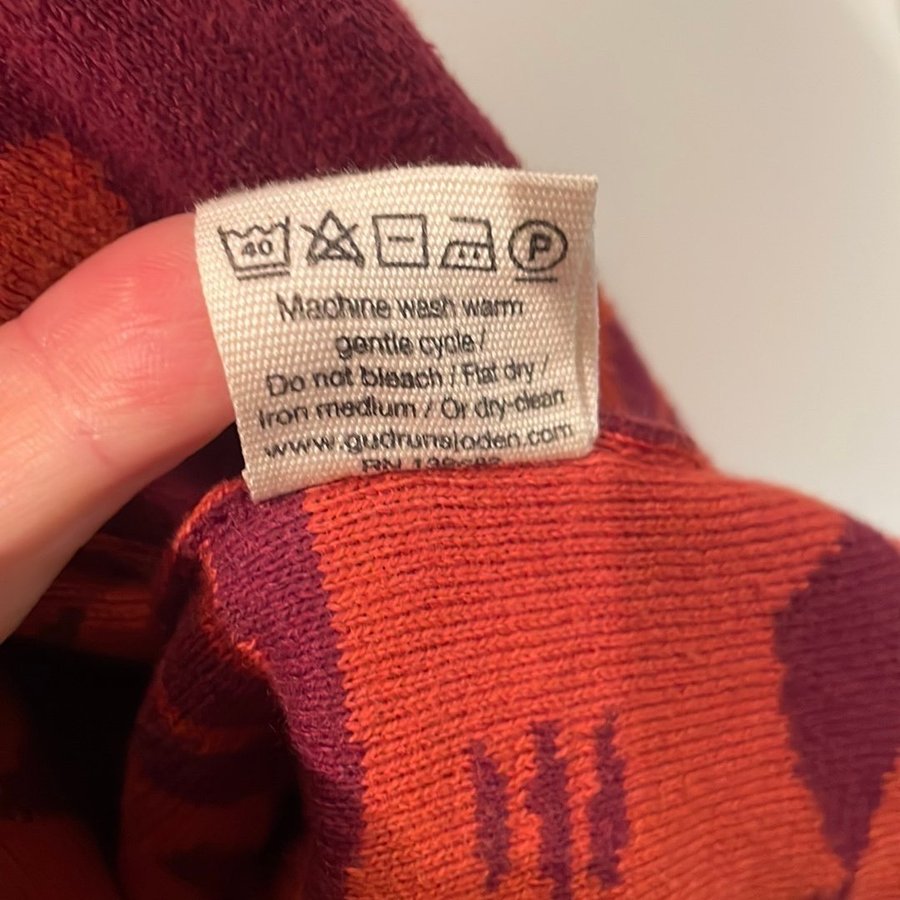 40 P
Machine wash warm
gentle cycle /
Do not bleach / Flat dry /
Iron medium / Or dry-clean
www.gudrunsjoden.com
RN